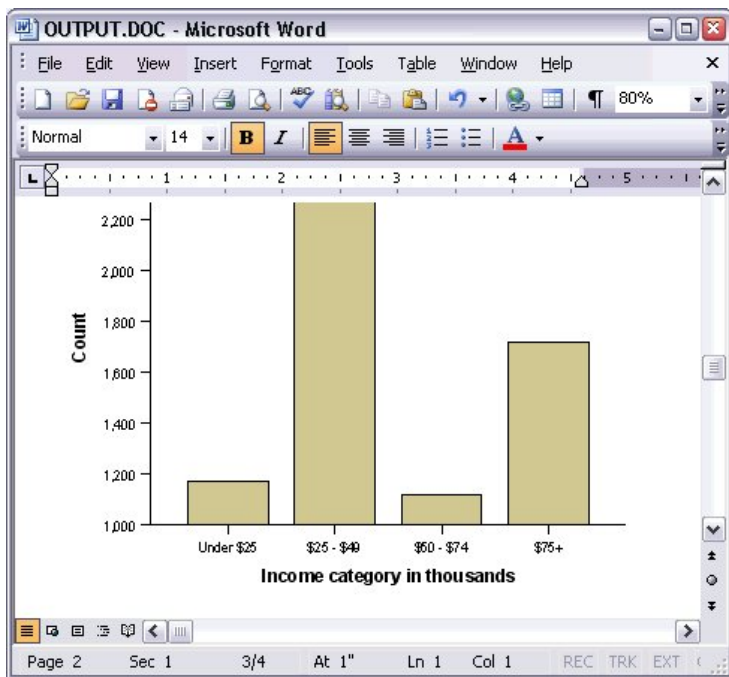 OUTPUT.DOC - Microsoft Word
File Edit View Insert Format Tools Table Window Help
ABC 80%
Normal 14 B I A
L 1 2 3 4 5
2,200
2,000
1,800
1,600
1,400
1,200
1,000
Count
Under $25 $25 - $49 $50 - $74 $75+
Income category in thousands
Page 2 Sec 1 3/4 At 1" Ln 1 Col 1 REC TRK EXT